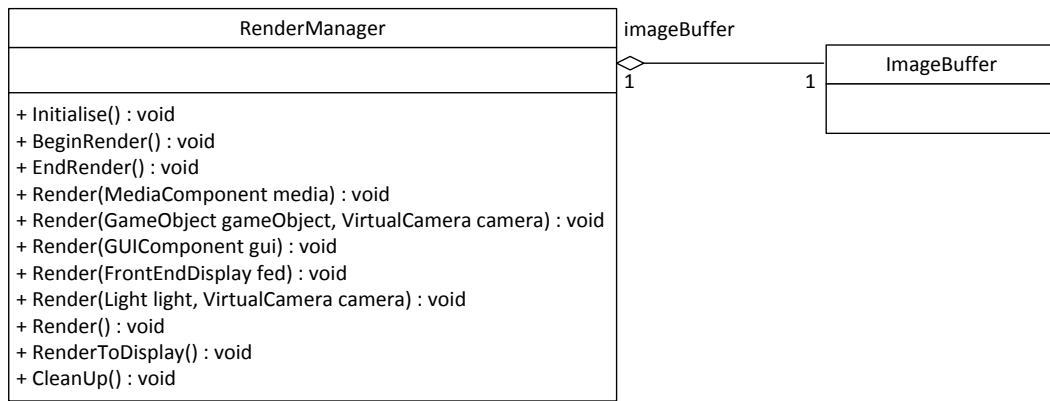 RenderManager
imageBuffer
1
1
ImageBuffer
+ Initialise() : void
+ BeginRender() : void
+ EndRender() : void
+ Render(MediaComponent media) : void
+ Render(GameObject gameObject, VirtualCamera camera) : void
+ Render(GUIComponent gui) : void
+ Render(FrontEndDisplay fed) : void
+ Render(Light light, VirtualCamera camera) : void
+ Render() : void
+ RenderToDisplay() : void
+ CleanUp() : void